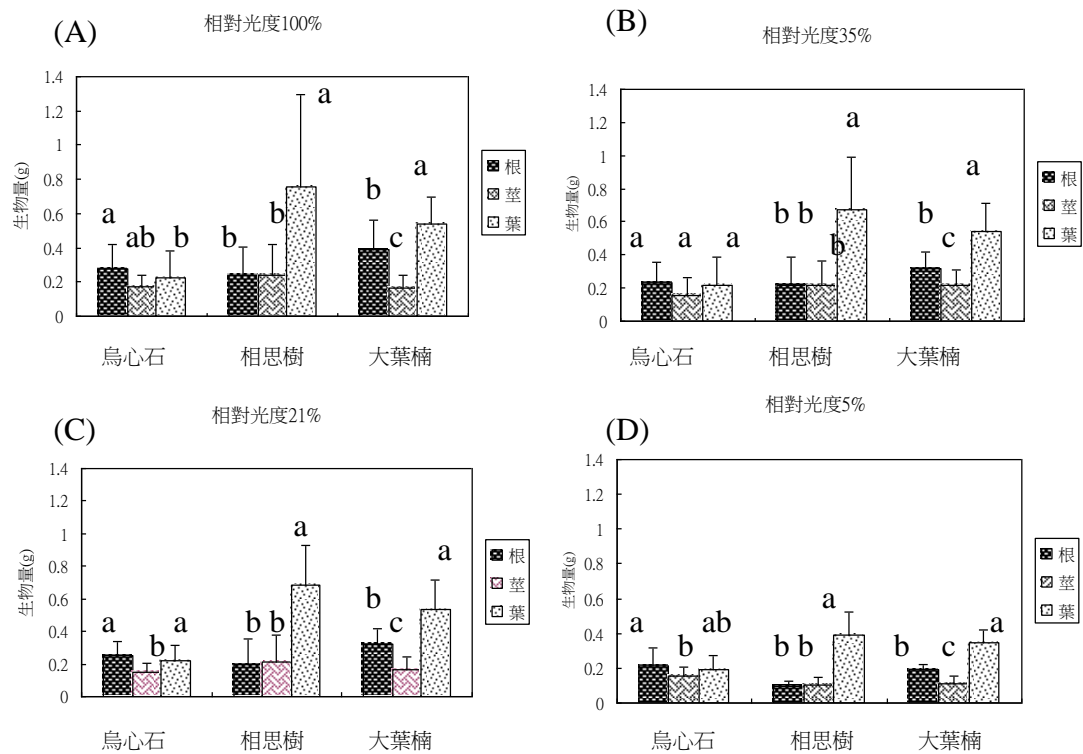 (A)
相對光度100%
1.4
1.2
1
0.8
0.6
0.4
0.2
0
生物量(g)
a ab b
b b a
b c a
烏心石 相思樹 大葉楠
根
莖
葉
(B)
相對光度35%
1.4
1.2
1
0.8
0.6
0.4
0.2
0
生物量(g)
a a a
b b b a
b c a
烏心石 相思樹 大葉楠
根
莖
葉
(C)
相對光度21%
1.4
1.2
1
0.8
0.6
0.4
0.2
0
生物量(g)
a b a
b b a
b c a
烏心石 相思樹 大葉楠
根
莖
葉
(D)
相對光度5%
1.4
1.2
1
0.8
0.6
0.4
0.2
0
生物量(g)
a b ab
b b a
b c a
烏心石 相思樹 大葉楠
根
莖
葉